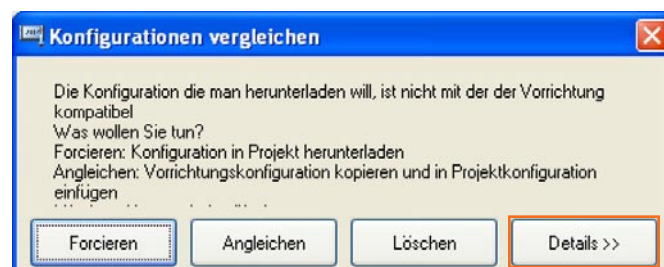 Konfigurationen vergleichen
Die Konfiguration die man herunterladen will, ist nicht mit der der Vorrichtung
kompatibel
Was wollen Sie tun?
Forcieren: Konfiguration in Projekt herunterladen
Angleichen: Vorrichtungskonfiguration kopieren und in Projektkonfiguration
einfügen
Forcieren
Angleichen
Löschen
Details >>